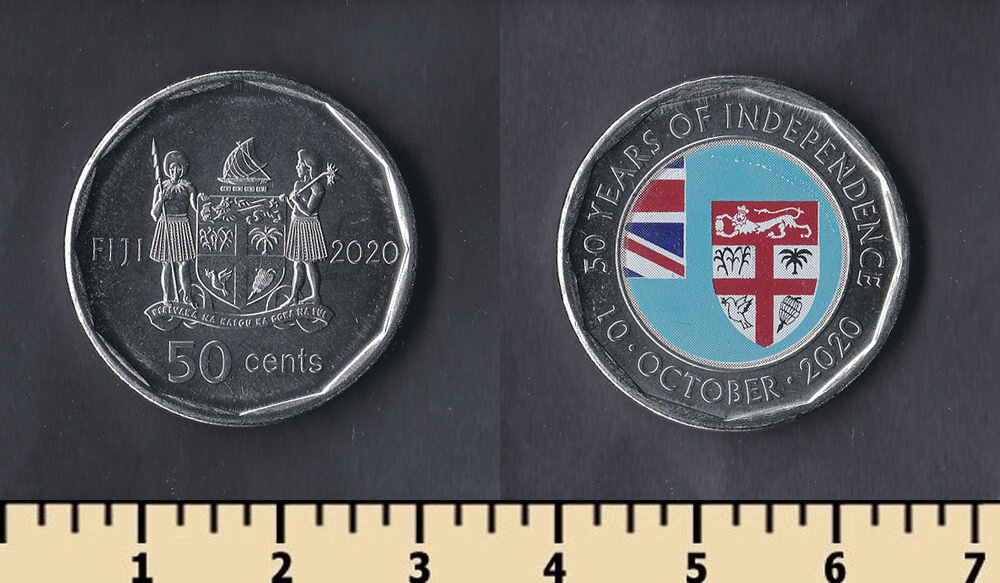 FIJI 2020
REREVAKA NA KALOU KA DOKA NA TUI
50 cents
50 YEARS OF INDEPENDENCE
10 · OCTOBER · 2020
1 2 3 4 5 6 7